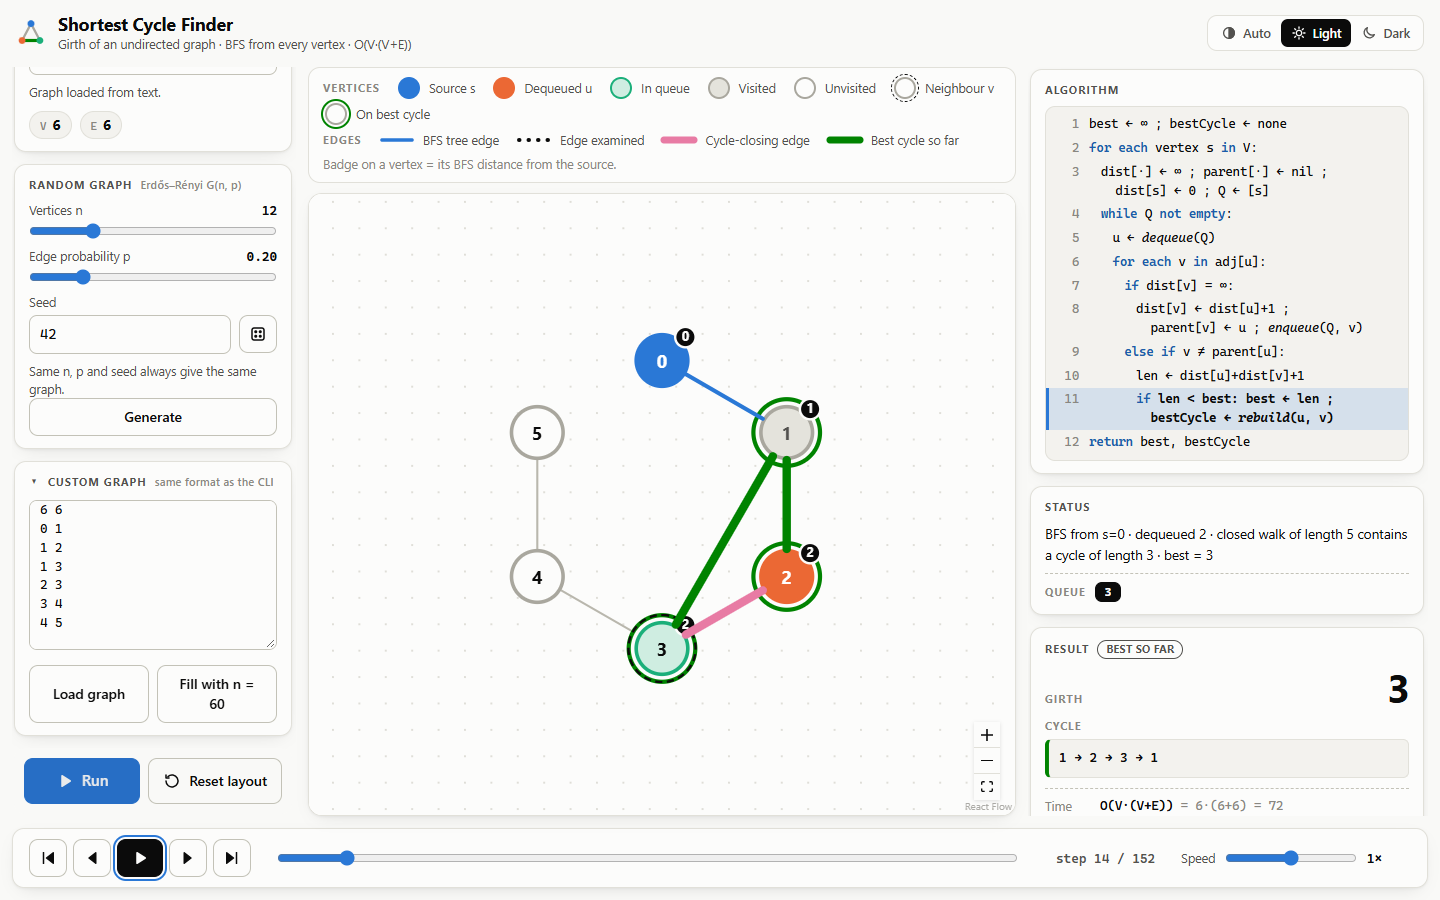 Shortest Cycle Finder
Girth of an undirected graph · BFS from every vertex · O(V·(V+E))
Auto
Light
Dark
Graph loaded from text.
V 6
E 6
RANDOM GRAPH Erdős–Rényi G(n, p)
Vertices n 12
Edge probability p 0.20
Seed
42
Same n, p and seed always give the same
graph.
Generate
▾ CUSTOM GRAPH same format as the CLI
6 6
0 1
1 2
1 3
2 3
3 4
4 5
Load graph
Fill with n =
60
Run
Reset layout
VERTICES Source s Dequeued u In queue Visited Unvisited Neighbour v
On best cycle
EDGES BFS tree edge Edge examined Cycle-closing edge Best cycle so far
Badge on a vertex = its BFS distance from the source.
0
0
1
1
5
2
2
4
2
3
React Flow
ALGORITHM
1 best ← ∞ ; bestCycle ← none
2 for each vertex s in V:
3 dist[·] ← ∞ ; parent[·] ← nil ;
dist[s] ← 0 ; Q ← [s]
4 while Q not empty:
5 u ← dequeue(Q)
6 for each v in adj[u]:
7 if dist[v] = ∞:
8 dist[v] ← dist[u]+1 ;
parent[v] ← u ; enqueue(Q, v)
9 else if v ≠ parent[u]:
10 len ← dist[u]+dist[v]+1
11 if len < best: best ← len ;
bestCycle ← rebuild(u, v)
12 return best, bestCycle
STATUS
BFS from s=0 · dequeued 2 · closed walk of length 5 contains
a cycle of length 3 · best = 3
QUEUE 3
RESULT BEST SO FAR
GIRTH 3
CYCLE
1 → 2 → 3 → 1
Time O(V·(V+E)) = 6·(6+6) = 72
step 14 / 152
Speed 1×